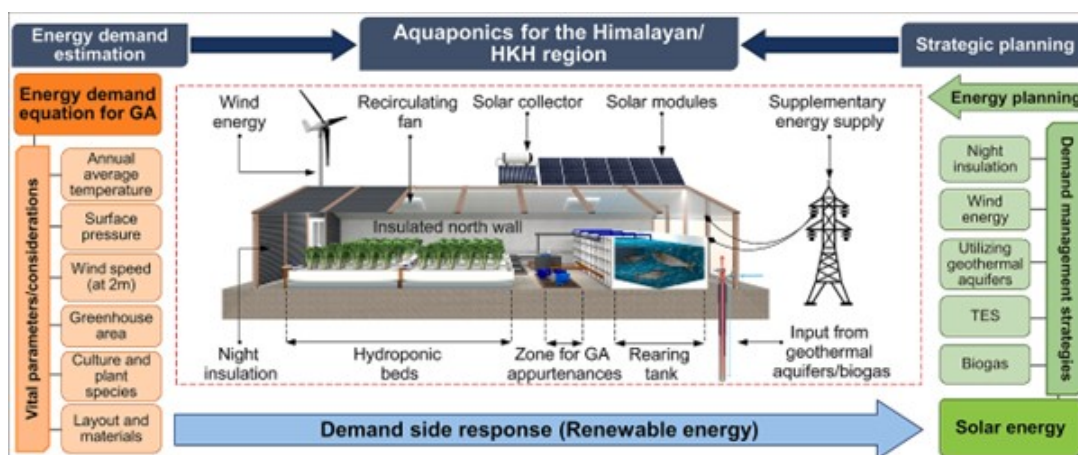 Energy demand
estimation
Aquaponics for the Himalayan/
HKH region
Strategic planning
Energy demand
equation for GA
Vital parameters/considerations
Annual
average
temperature
Surface
pressure
Wind speed
(at 2m)
Greenhouse
area
Culture and
plant
species
Layout and
materials
Wind
energy
Recirculating
fan
Solar collector
Solar modules
Supplementary
energy supply
Insulated north wall
Night
insulation
Hydroponic
beds
Zone for GA
appurtenances
Rearing
tank
Input from
geothermal
aquifers/biogas
Energy planning
Night
insulation
Wind
energy
Utilizing
geothermal
aquifers
TES
Biogas
Demand management
strategies
Solar energy
Demand side response (Renewable energy)